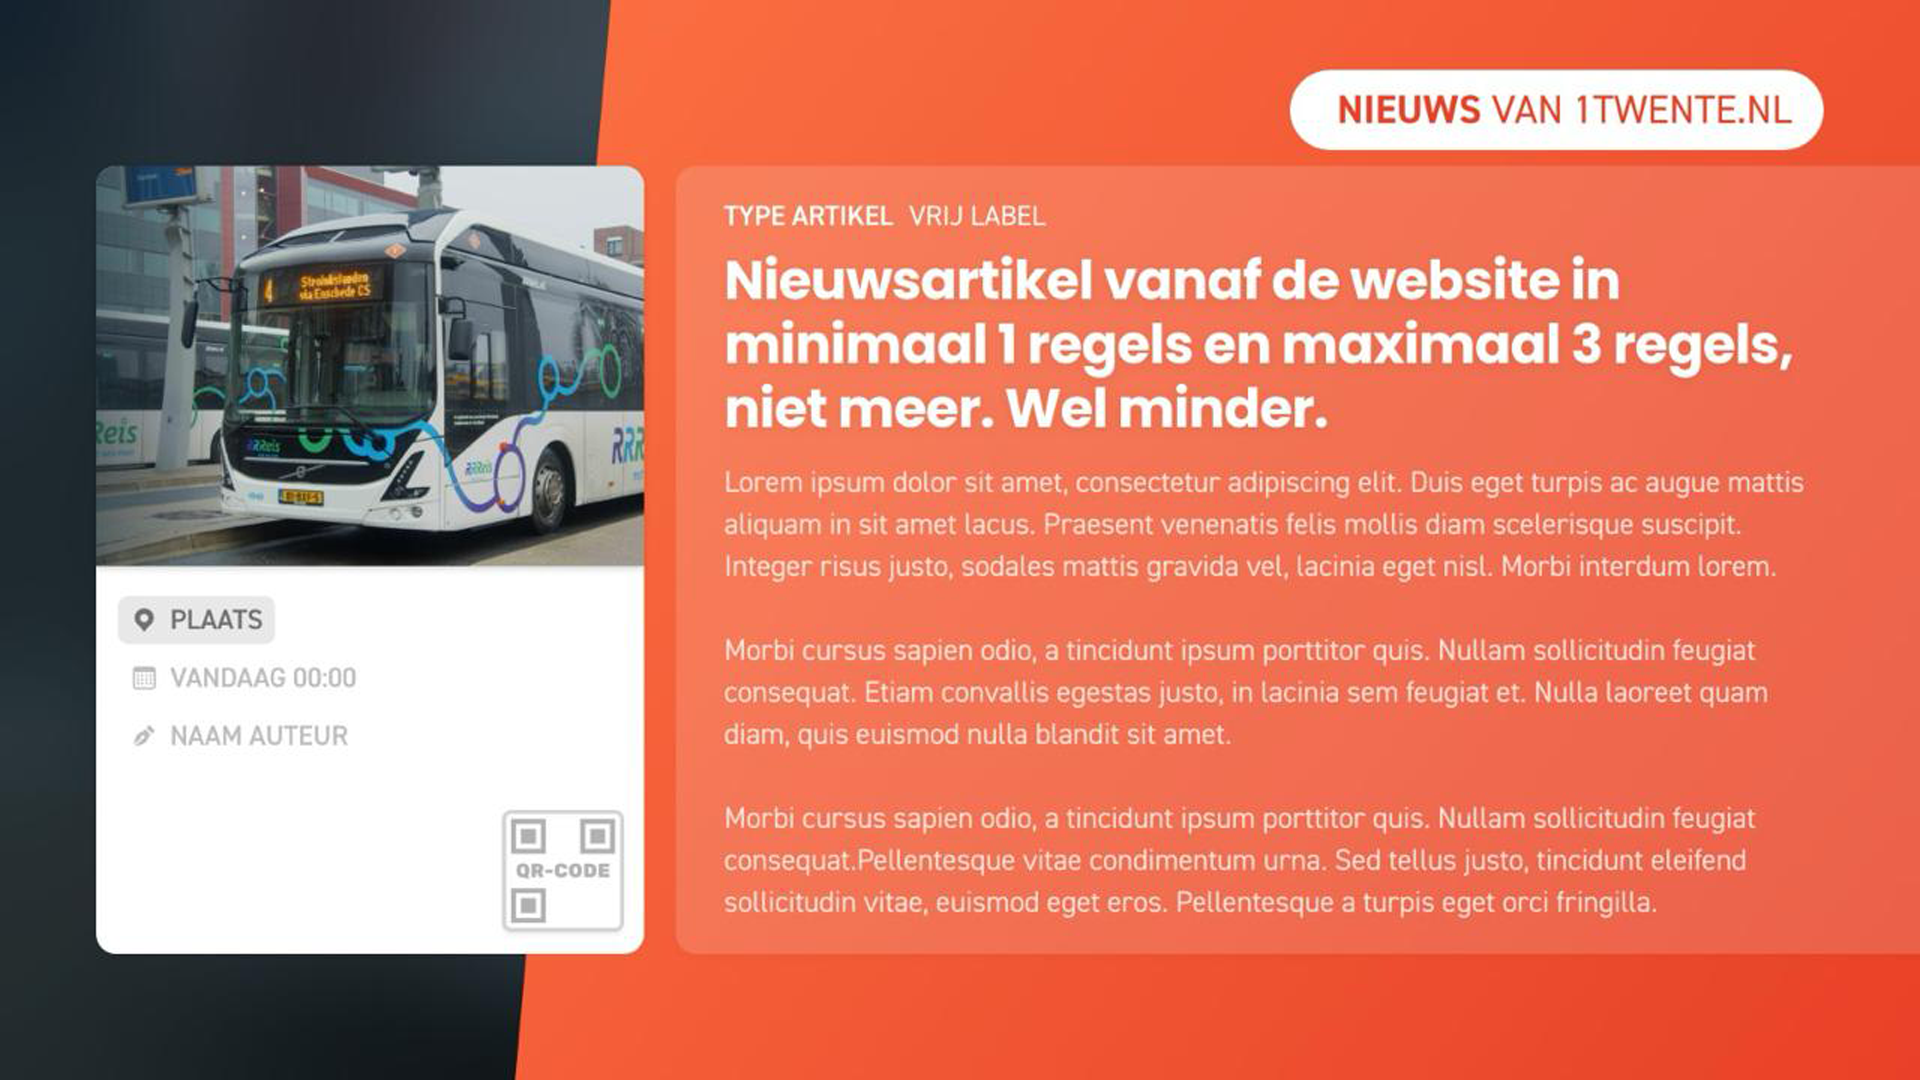 NIEUWS VAN 1TWENTE.NL
4 Stroinkslanden
via Enschede CS
Reis
RRReis
RRReis
RRR
PLAATS
VANDAAG 00:00
NAAM AUTEUR
QR-CODE
TYPE ARTIKEL VRIJ LABEL
Nieuwsartikel vanaf de website in
minimaal 1 regels en maximaal 3 regels,
niet meer. Wel minder.
Lorem ipsum dolor sit amet, consectetur adipiscing elit. Duis eget turpis ac augue mattis
aliquam in sit amet lacus. Praesent venenatis felis mollis diam scelerisque suscipit.
Integer risus justo, sodales mattis gravida vel, lacinia eget nisl. Morbi interdum lorem.
Morbi cursus sapien odio, a tincidunt ipsum porttitor quis. Nullam sollicitudin feugiat
consequat. Etiam convallis egestas justo, in lacinia sem feugiat et. Nulla laoreet quam
diam, quis euismod nulla blandit sit amet.
Morbi cursus sapien odio, a tincidunt ipsum porttitor quis. Nullam sollicitudin feugiat
consequat.Pellentesque vitae condimentum urna. Sed tellus justo, tincidunt eleifend
sollicitudin vitae, euismod eget eros. Pellentesque a turpis eget orci fringilla.